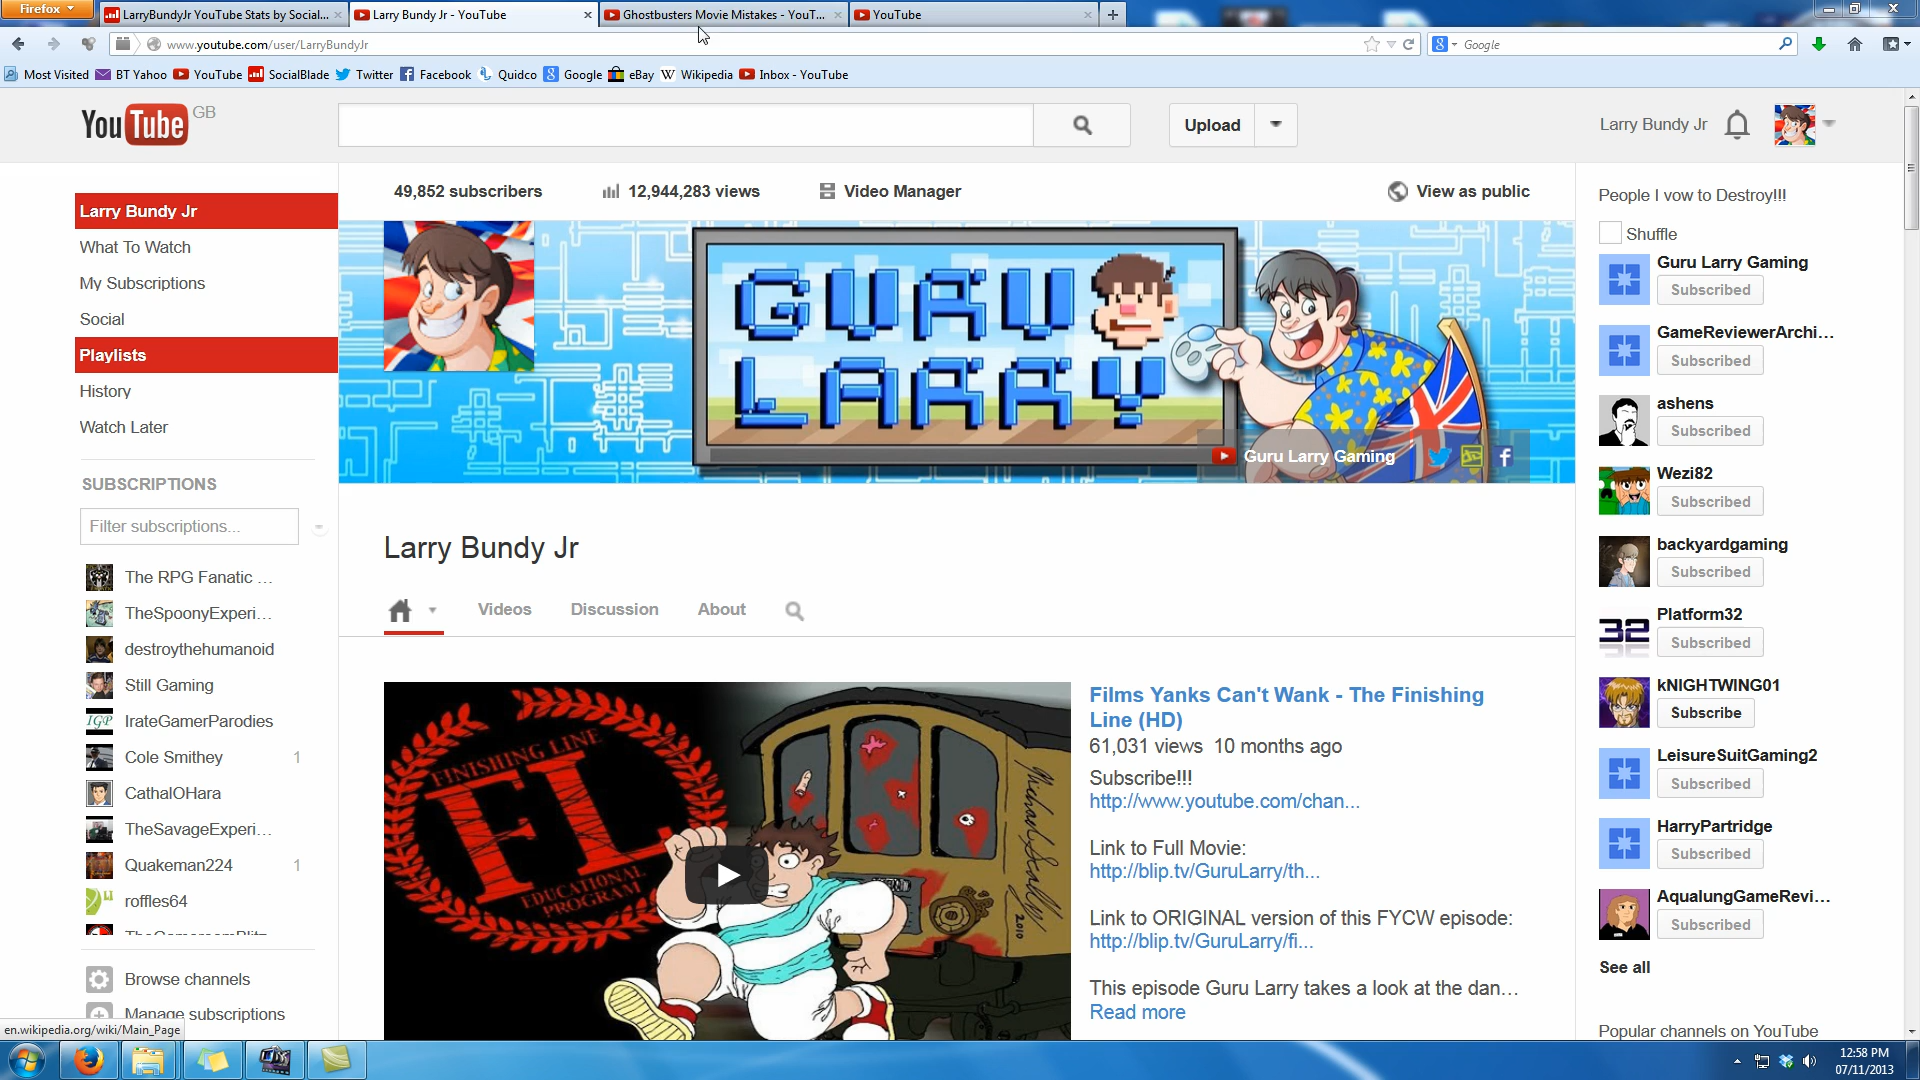 Firefox
LarryBundyJr YouTube Stats by Social...
Larry Bundy Jr - YouTube
Ghostbusters Movie Mistakes - YouT...
YouTube
www.youtube.com/user/LarryBundyJr
Google
Most Visited
BT Yahoo
YouTube
SocialBlade
Twitter
Facebook
Quidco
Google
eBay
Wikipedia
Inbox - YouTube
YouTube GB
Upload
Larry Bundy Jr
49,852 subscribers
12,944,283 views
Video Manager
View as public
Larry Bundy Jr
What To Watch
My Subscriptions
Social
Playlists
History
Watch Later
SUBSCRIPTIONS
Filter subscriptions...
The RPG Fanatic ...
TheSpoonyExperi...
destroythehumanoid
Still Gaming
IGP
IrateGamerParodies
Cole Smithey 1
CathalOHara
TheSavageExperi...
Quakeman224 1
roffles64
Browse channels
Manage subscriptions
en.wikipedia.org/wiki/Main_Page
GURU
LARRY
Guru Larry Gaming
Larry Bundy Jr
Videos
Discussion
About
FINISHING LINE
FL
EDUCATIONAL
PROGRAM
Michael Scally
2010
Films Yanks Can't Wank - The Finishing
Line (HD)
61,031 views 10 months ago
Subscribe!!!
http://www.youtube.com/chan...
Link to Full Movie:
http://blip.tv/GuruLarry/th...
Link to ORIGINAL version of this FYCW episode:
http://blip.tv/GuruLarry/fi...
This episode Guru Larry takes a look at the dan...
Read more
People I vow to Destroy!!!
Shuffle
Guru Larry Gaming
Subscribed
GameReviewerArchi...
Subscribed
ashens
Subscribed
Wezi82
Subscribed
backyardgaming
Subscribed
32
Platform32
Subscribed
kNIGHTWING01
Subscribe
LeisureSuitGaming2
Subscribed
HarryPartridge
Subscribed
AqualungGameRevi...
Subscribed
See all
Popular channels on YouTube
12:58 PM
07/11/2013